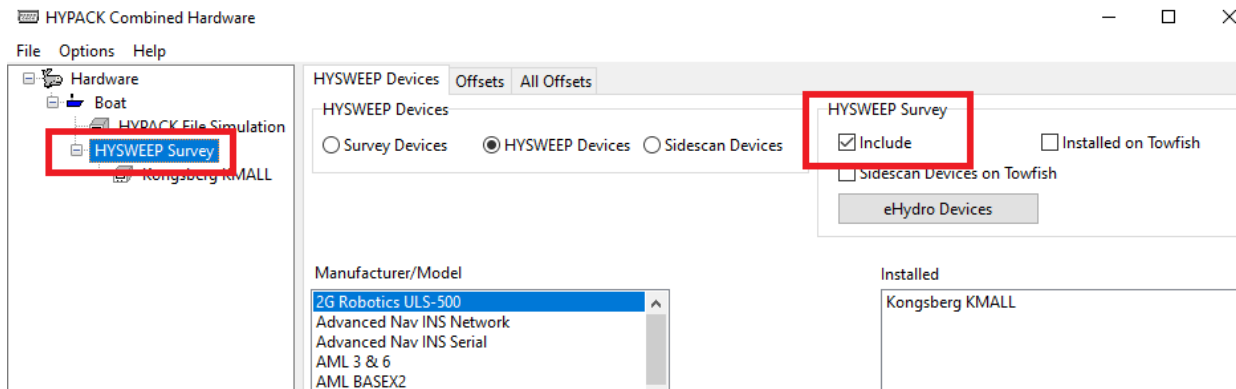 HYPACK Combined Hardware
File Options Help
Hardware
Boat
HYPACK File Simulation
HYSWEEP Survey
Kongsberg KMALL
HYSWEEP Devices Offsets All Offsets
HYSWEEP Devices
Survey Devices HYSWEEP Devices Sidescan Devices
HYSWEEP Survey
Include Installed on Towfish
Sidescan Devices on Towfish
eHydro Devices
Manufacturer/Model
2G Robotics ULS-500
Advanced Nav INS Network
Advanced Nav INS Serial
AML 3 & 6
AML BASEX2
Installed
Kongsberg KMALL